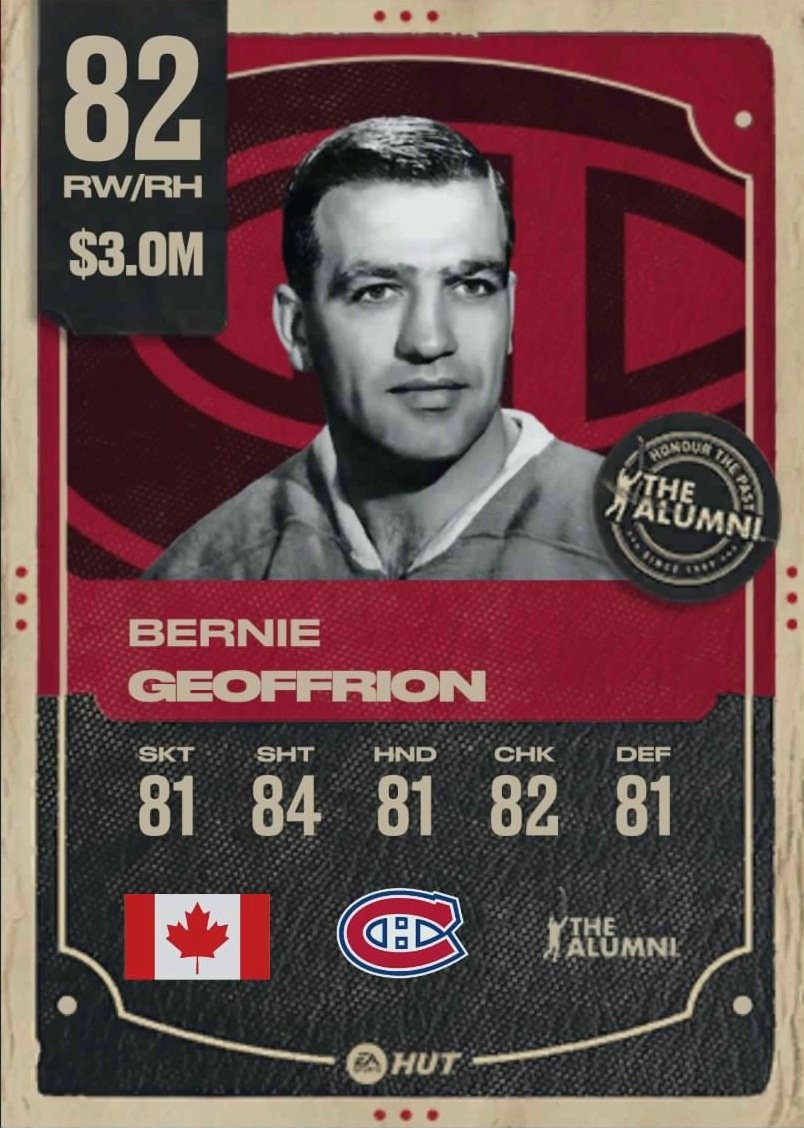 82
RW/RH
$3.0M
HONOUR THE PAST
THE
ALUMNI
BERNIE
GEOFFRION
SKT SHT HND CHK DEF
81 84 81 82 81
THE
ALUMNI
EA HUT